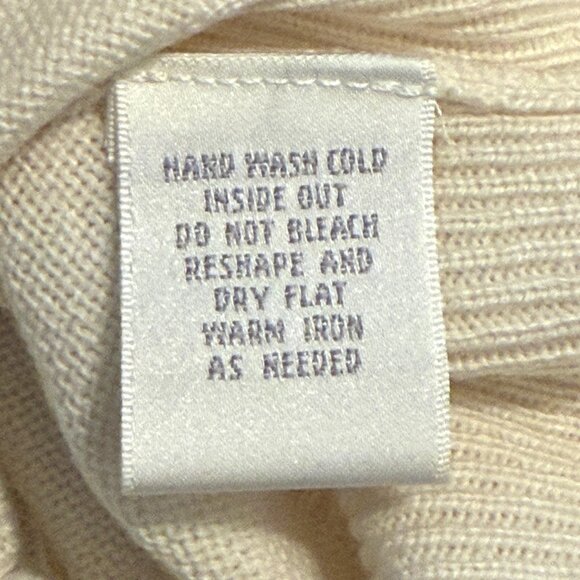 HAND WASH COLD
INSIDE OUT
DO NOT BLEACH
RESHAPE AND
DRY FLAT
WARM IRON
AS NEEDED